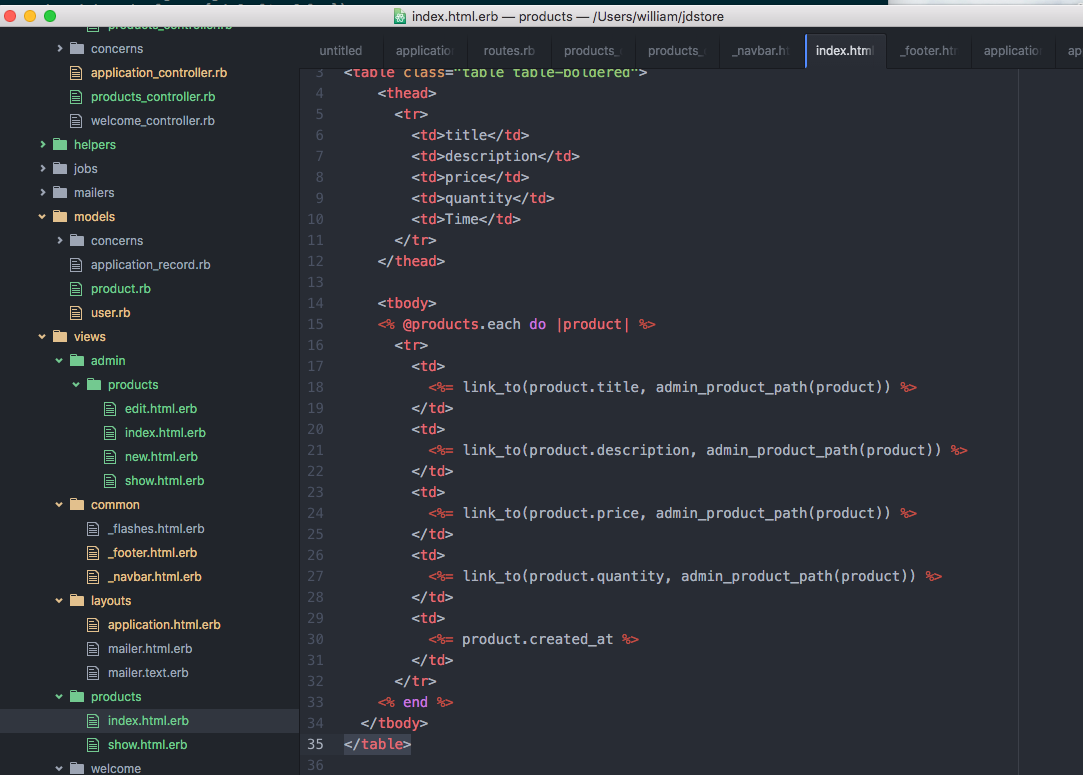 index.html.erb — products — /Users/william/jdstore
products_controller.rb
concerns
application_controller.rb
products_controller.rb
welcome_controller.rb
helpers
jobs
mailers
models
concerns
application_record.rb
product.rb
user.rb
views
admin
products
edit.html.erb
index.html.erb
new.html.erb
show.html.erb
common
_flashes.html.erb
_footer.html.erb
_navbar.html.erb
layouts
application.html.erb
mailer.html.erb
mailer.text.erb
products
index.html.erb
show.html.erb
welcome
untitled applicatio routes.rb products_ products_ _navbar.ht index.html _footer.htm applicatio ap
3 <table class="table table-boldered">
4 <thead>
5 <tr>
6 <td>title</td>
7 <td>description</td>
8 <td>price</td>
9 <td>quantity</td>
10 <td>Time</td>
11 </tr>
12 </thead>
13
14 <tbody>
15 <% @products.each do |product| %>
16 <tr>
17 <td>
18 <%= link_to(product.title, admin_product_path(product)) %>
19 </td>
20 <td>
21 <%= link_to(product.description, admin_product_path(product)) %>
22 </td>
23 <td>
24 <%= link_to(product.price, admin_product_path(product)) %>
25 </td>
26 <td>
27 <%= link_to(product.quantity, admin_product_path(product)) %>
28 </td>
29 <td>
30 <%= product.created_at %>
31 </td>
32 </tr>
33 <% end %>
34 </tbody>
35 </table>
36